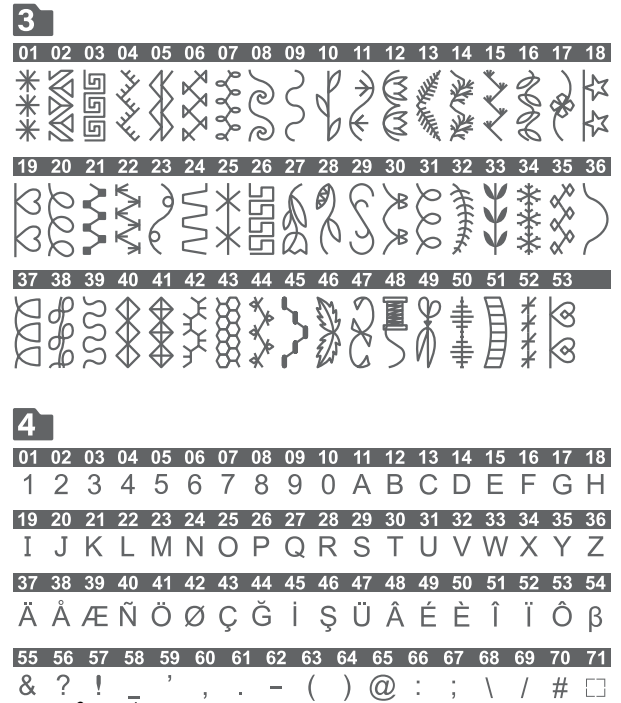 3
01 02 03 04 05 06 07 08 09 10 11 12 13 14 15 16 17 18
19 20 21 22 23 24 25 26 27 28 29 30 31 32 33 34 35 36
37 38 39 40 41 42 43 44 45 46 47 48 49 50 51 52 53
4
01 02 03 04 05 06 07 08 09 10 11 12 13 14 15 16 17 18
1 2 3 4 5 6 7 8 9 0 A B C D E F G H
19 20 21 22 23 24 25 26 27 28 29 30 31 32 33 34 35 36
I J K L M N O P Q R S T U V W X Y Z
37 38 39 40 41 42 43 44 45 46 47 48 49 50 51 52 53 54
Ä Å Æ Ñ Ö Ø Ç Ğ İ Ş Ü Â É È Î Ï Ô β
55 56 57 58 59 60 61 62 63 64 65 66 67 68 69 70 71
& ? ! _ ' , . - ( ) @ : ; \ / #